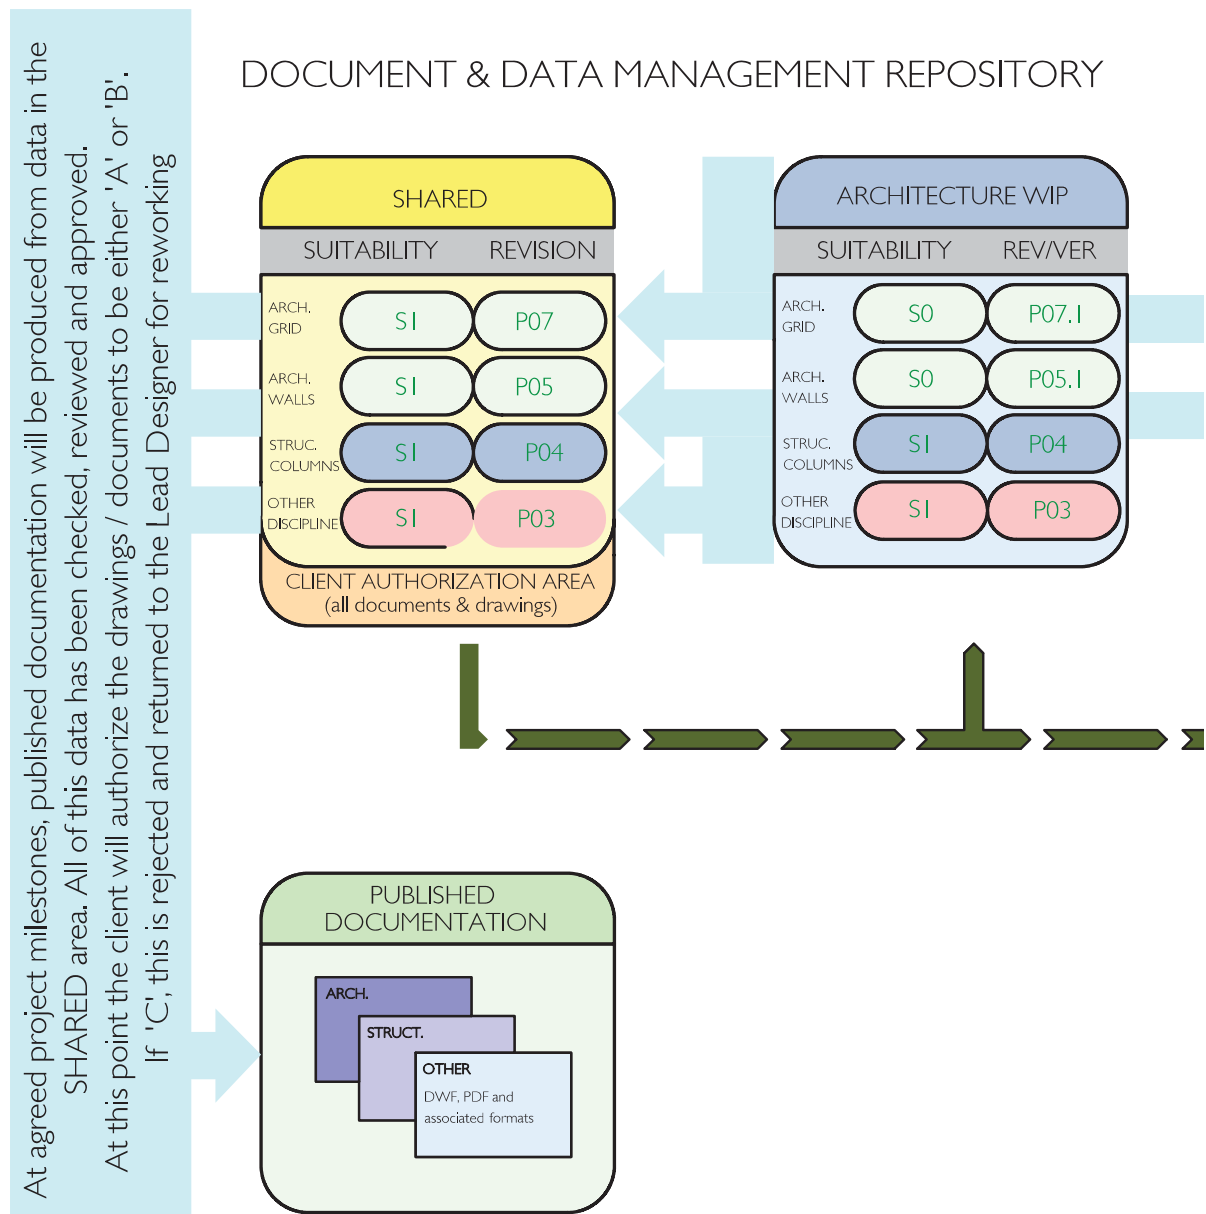 At agreed project milestones, published documentation will be produced from data in the
SHARED area. All of this data has been checked, reviewed and approved.
At this point the client will authorize the drawings / documents to be either 'A' or 'B'.
If 'C', this is rejected and returned to the Lead Designer for reworking
DOCUMENT & DATA MANAGEMENT REPOSITORY
SHARED
SUITABILITY REVISION
ARCH.
GRID
S1 P07
ARCH.
WALLS
S1 P05
STRUC.
COLUMNS
S1 P04
OTHER
DISCIPLINE
S1 P03
CLIENT AUTHORIZATION AREA
(all documents & drawings)
ARCHITECTURE WIP
SUITABILITY REV/VER
ARCH.
GRID
S0 P07.1
ARCH.
WALLS
S0 P05.1
STRUC.
COLUMNS
S1 P04
OTHER
DISCIPLINE
S1 P03
PUBLISHED
DOCUMENTATION
ARCH.
STRUCT.
OTHER
DWF, PDF and
associated formats